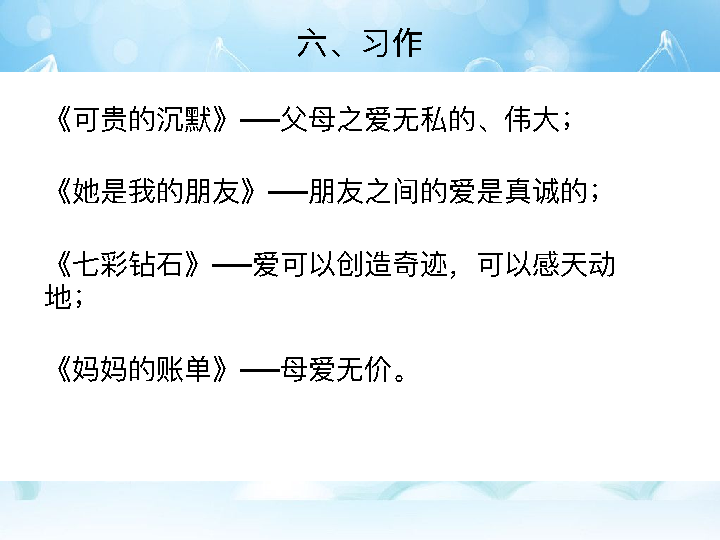 六、习作
《可贵的沉默》──父母之爱无私的、伟大；
《她是我的朋友》──朋友之间的爱是真诚的；
《七彩钻石》──爱可以创造奇迹，可以感天动
地；
《妈妈的账单》──母爱无价。